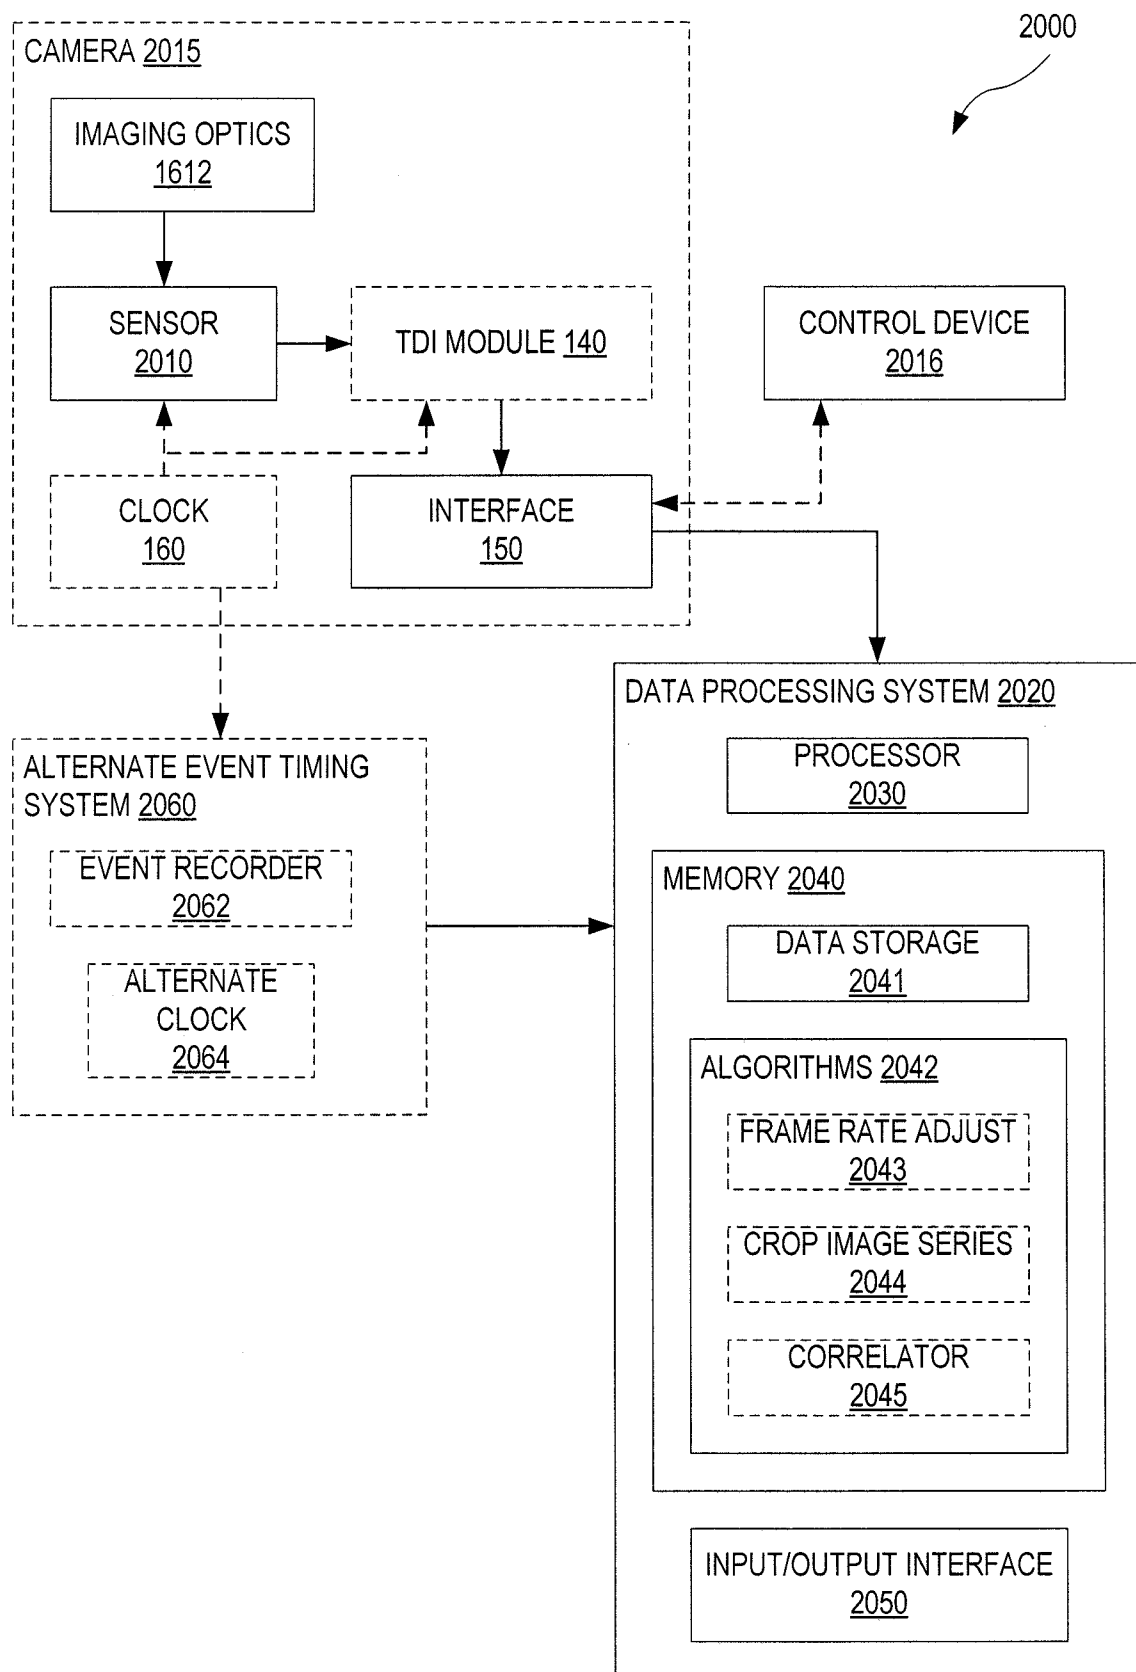 2000
CAMERA 2015
IMAGING OPTICS
1612
SENSOR
2010
TDI MODULE 140
CONTROL DEVICE
2016
CLOCK
160
INTERFACE
150
DATA PROCESSING SYSTEM 2020
PROCESSOR
2030
ALTERNATE EVENT TIMING
SYSTEM 2060
EVENT RECORDER
2062
ALTERNATE
CLOCK
2064
MEMORY 2040
DATA STORAGE
2041
ALGORITHMS 2042
FRAME RATE ADJUST
2043
CROP IMAGE SERIES
2044
CORRELATOR
2045
INPUT/OUTPUT INTERFACE
2050